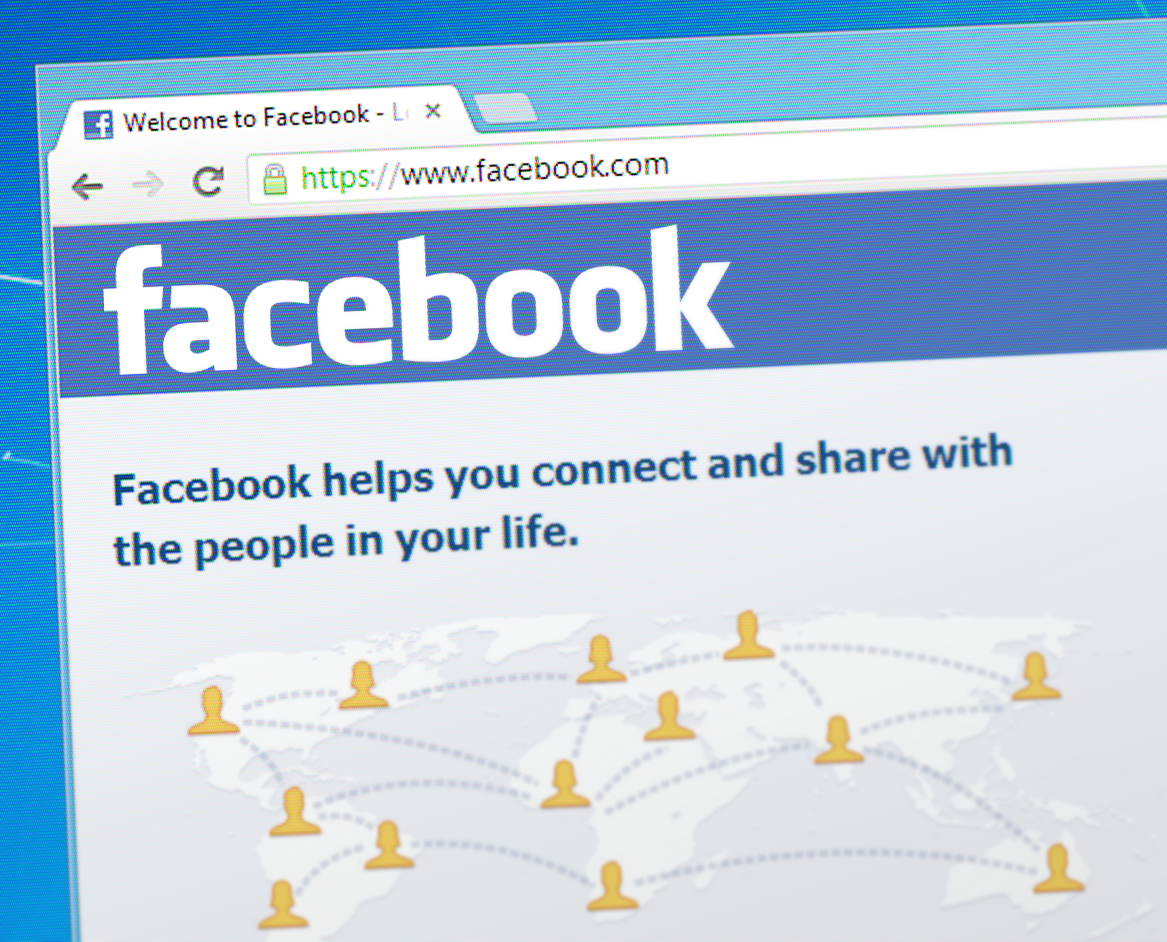 Welcome to Facebook - L
https://www.facebook.com
facebook
Facebook helps you connect and share with
the people in your life.